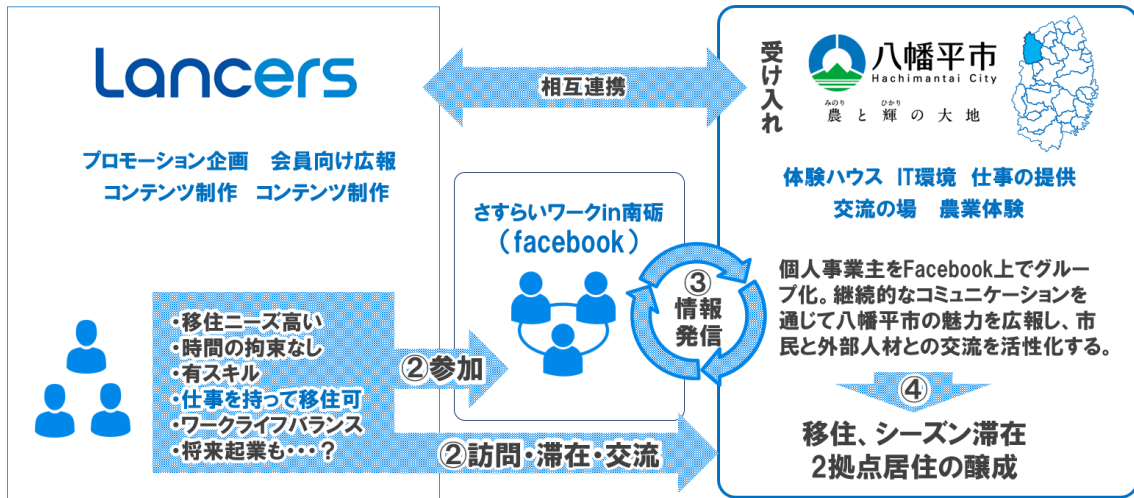 Lancers
プロモーション企画　会員向け広報
コンテンツ制作　コンテンツ制作
相互連携
受け入れ
八幡平市
Hachimantai City
みのり ひかり
農と輝の大地
体験ハウス　IT環境　仕事の提供
交流の場　農業体験
さすらいワークin南砺
（facebook）
③
情報
発信
個人事業主をFacebook上でグルー
プ化。継続的なコミュニケーションを
通じて八幡平市の魅力を広報し、市
民と外部人材との交流を活性化する。
・移住ニーズ高い
・時間の拘束なし
・有スキル
・仕事を持って移住可
・ワークライフバランス
・将来起業も・・・？
②参加
②訪問・滞在・交流
④
移住、シーズン滞在
2拠点居住の醸成